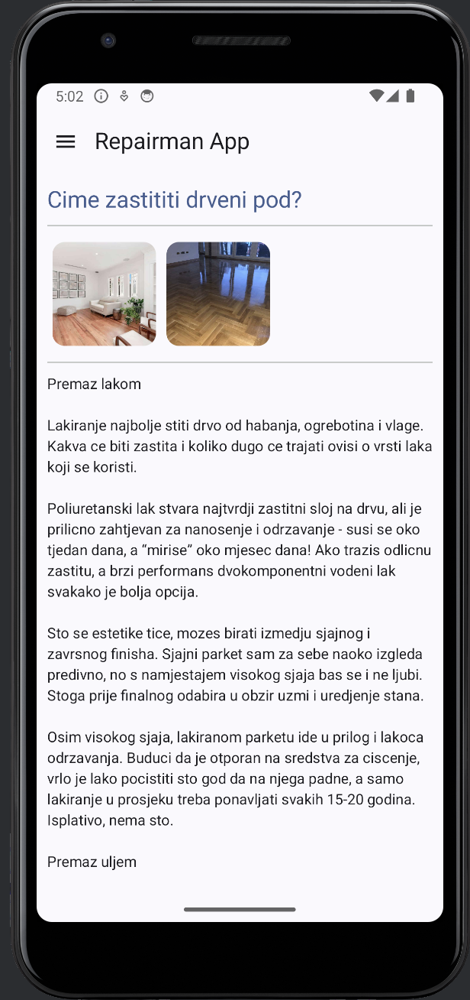 5:02
Repairman App
Cime zastititi drveni pod?
Premaz lakom
Lakiranje najbolje stiti drvo od habanja, ogrebotina i vlage.
Kakva ce biti zastita i koliko dugo ce trajati ovisi o vrsti laka
koji se koristi.
Poliuretanski lak stvara najtvrdji zastitni sloj na drvu, ali je
prilicno zahtjevan za nanosenje i odrzavanje - susi se oko
tjedan dana, a “mirise” oko mjesec dana! Ako trazis odlicnu
zastitu, a brzi performans dvokomponentni vodeni lak
svakako je bolja opcija.
Sto se estetike tice, mozes birati izmedju sjajnog i
zavrsnog finisha. Sjajni parket sam za sebe naoko izgleda
predivno, no s namjestajem visokog sjaja bas se i ne ljubi.
Stoga prije finalnog odabira u obzir uzmi i uredjenje stana.
Osim visokog sjaja, lakiranom parketu ide u prilog i lakoca
odrzavanja. Buduci da je otporan na sredstva za ciscenje,
vrlo je lako pocistiti sto god da na njega padne, a samo
lakiranje u prosjeku treba ponavljati svakih 15-20 godina.
Isplativo, nema sto.
Premaz uljem